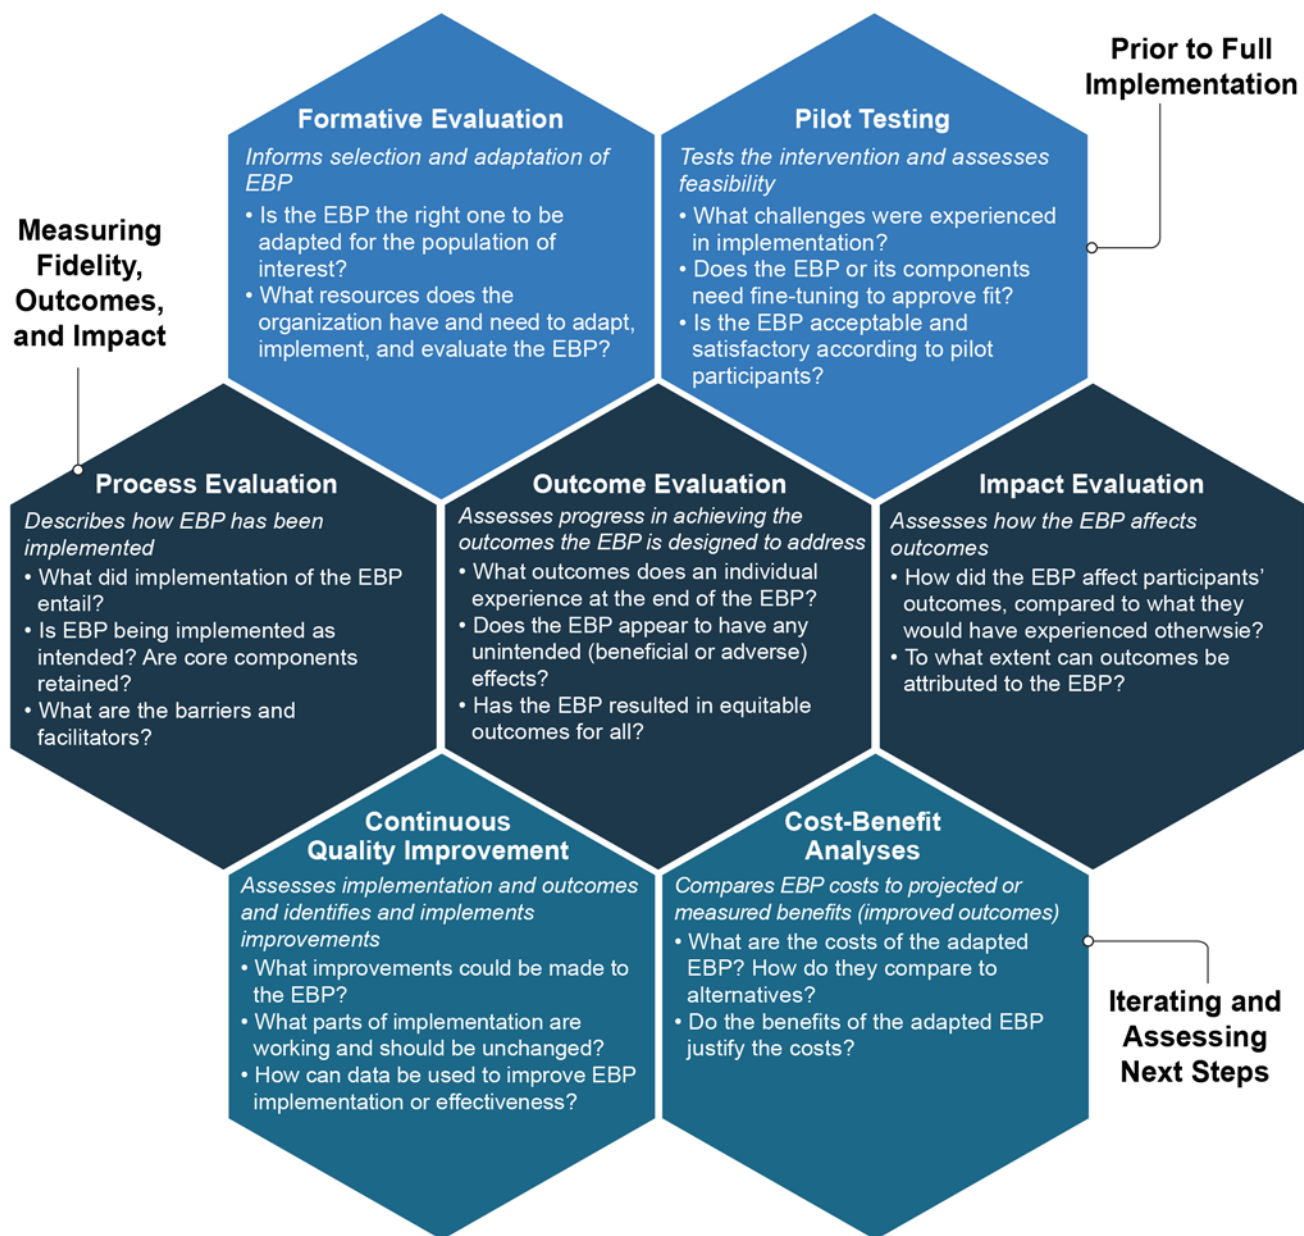 Prior to Full
Implementation
Formative Evaluation
Informs selection and adaptation of
EBP
• Is the EBP the right one to be
adapted for the population of
interest?
• What resources does the
organization have and need to adapt,
implement, and evaluate the EBP?
Pilot Testing
Tests the intervention and assesses
feasibility
• What challenges were experienced
in implementation?
• Does the EBP or its components
need fine-tuning to approve fit?
• Is the EBP acceptable and
satisfactory according to pilot
participants?
Measuring
Fidelity,
Outcomes,
and Impact
Process Evaluation
Describes how EBP has been
implemented
• What did implementation of the EBP
entail?
• Is EBP being implemented as
intended? Are core components
retained?
• What are the barriers and
facilitators?
Outcome Evaluation
Assesses progress in achieving the
outcomes the EBP is designed to address
• What outcomes does an individual
experience at the end of the EBP?
• Does the EBP appear to have any
unintended (beneficial or adverse)
effects?
• Has the EBP resulted in equitable
outcomes for all?
Impact Evaluation
Assesses how the EBP affects
outcomes
• How did the EBP affect participants’
outcomes, compared to what they
would have experienced otherwsie?
• To what extent can outcomes be
attributed to the EBP?
Continuous
Quality Improvement
Assesses implementation and outcomes
and identifies and implements
improvements
• What improvements could be made to
the EBP?
• What parts of implementation are
working and should be unchanged?
• How can data be used to improve EBP
implementation or effectiveness?
Cost-Benefit
Analyses
Compares EBP costs to projected or
measured benefits (improved outcomes)
• What are the costs of the adapted
EBP? How do they compare to
alternatives?
• Do the benefits of the adapted EBP
justify the costs?
Iterating and
Assessing
Next Steps